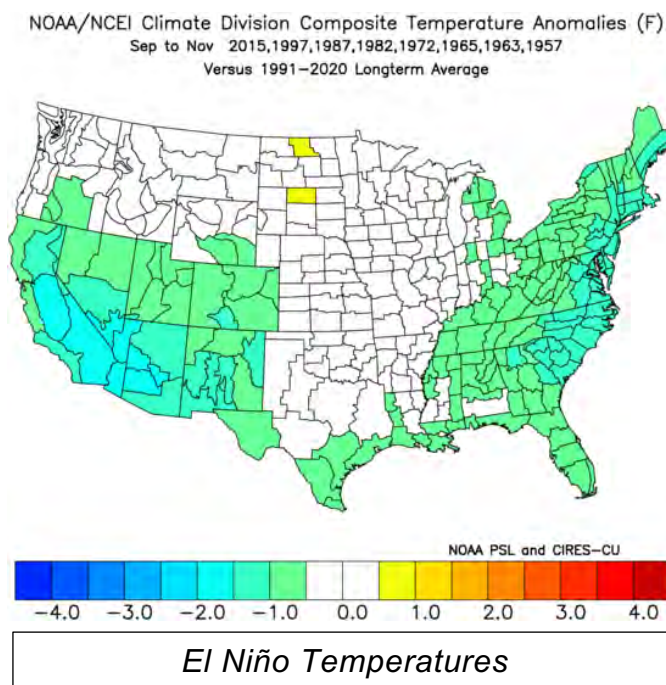 NOAA/NCEI Climate Division Composite Temperature Anomalies (F)
Sep to Nov 2015,1997,1987,1982,1972,1965,1963,1957
Versus 1991−2020 Longterm Average
NOAA PSL and CIRES−CU
−4.0 −3.0 −2.0 −1.0 0.0 1.0 2.0 3.0 4.0
El Niño Temperatures